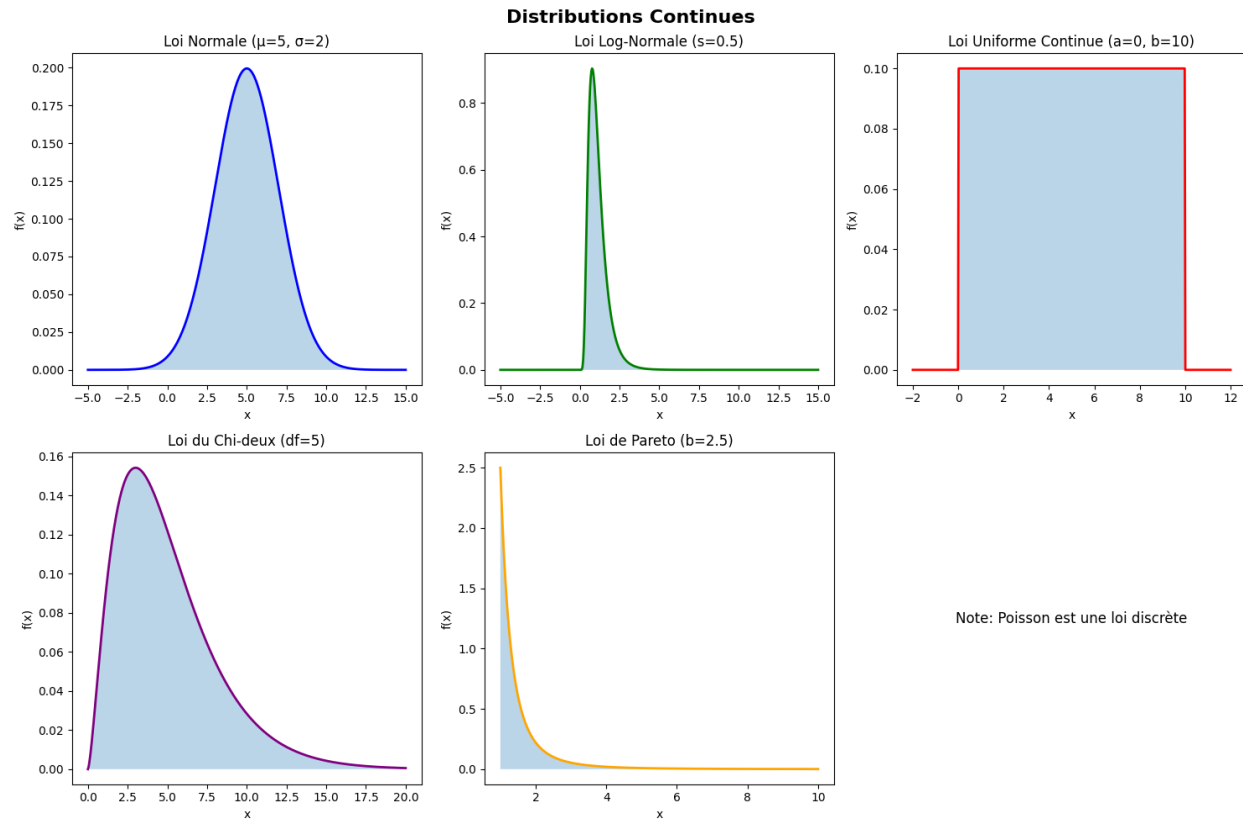 Distributions Continues
Loi Normale (μ=5, σ=2)
f(x)
0.200
0.175
0.150
0.125
0.100
0.075
0.050
0.025
0.000
−5.0 −2.5 0.0 2.5 5.0 7.5 10.0 12.5 15.0
x
Loi Log-Normale (s=0.5)
f(x)
0.8
0.6
0.4
0.2
0.0
−5.0 −2.5 0.0 2.5 5.0 7.5 10.0 12.5 15.0
x
Loi Uniforme Continue (a=0, b=10)
f(x)
0.10
0.08
0.06
0.04
0.02
0.00
−2 0 2 4 6 8 10 12
x
Loi du Chi-deux (df=5)
f(x)
0.16
0.14
0.12
0.10
0.08
0.06
0.04
0.02
0.00
0.0 2.5 5.0 7.5 10.0 12.5 15.0 17.5 20.0
x
Loi de Pareto (b=2.5)
f(x)
2.5
2.0
1.5
1.0
0.5
0.0
2 4 6 8 10
x
Note: Poisson est une loi discrète